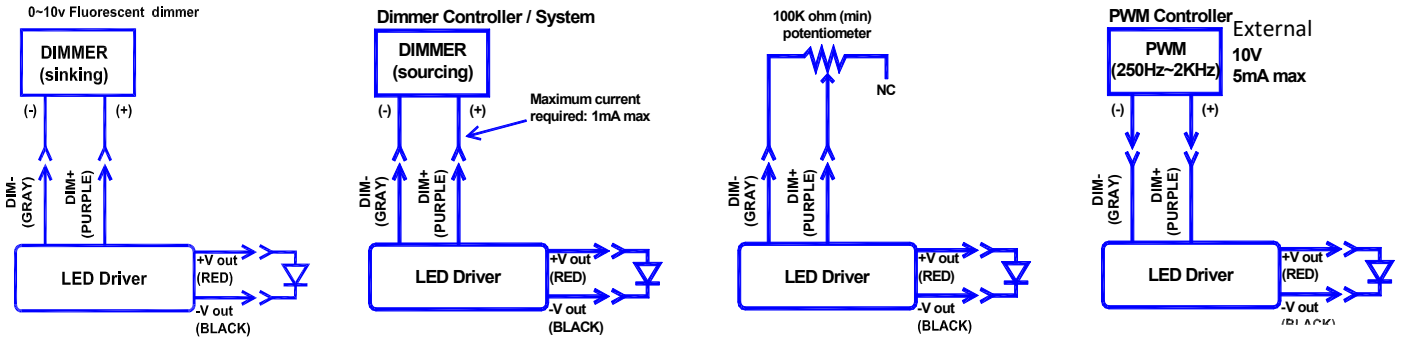 0~10v Fluorescent dimmer
DIMMER
(sinking)
(-)
(+)
DIM-
(GRAY)
DIM+
(PURPLE)
LED Driver
+V out
(RED)
-V out
(BLACK)
Dimmer Controller / System
DIMMER
(sourcing)
(-)
(+)
Maximum current
required: 1mA max
DIM-
(GRAY)
DIM+
(PURPLE)
LED Driver
+V out
(RED)
-V out
(BLACK)
100K ohm (min)
potentiometer
NC
DIM-
(GRAY)
DIM+
(PURPLE)
LED Driver
+V out
(RED)
-V out
(BLACK)
PWM Controller External
PWM
(250Hz~2KHz)
10V
5mA max
(-)
(+)
DIM-
(GRAY)
DIM+
(PURPLE)
LED Driver
+V out
(RED)
-V out
(BLACK)